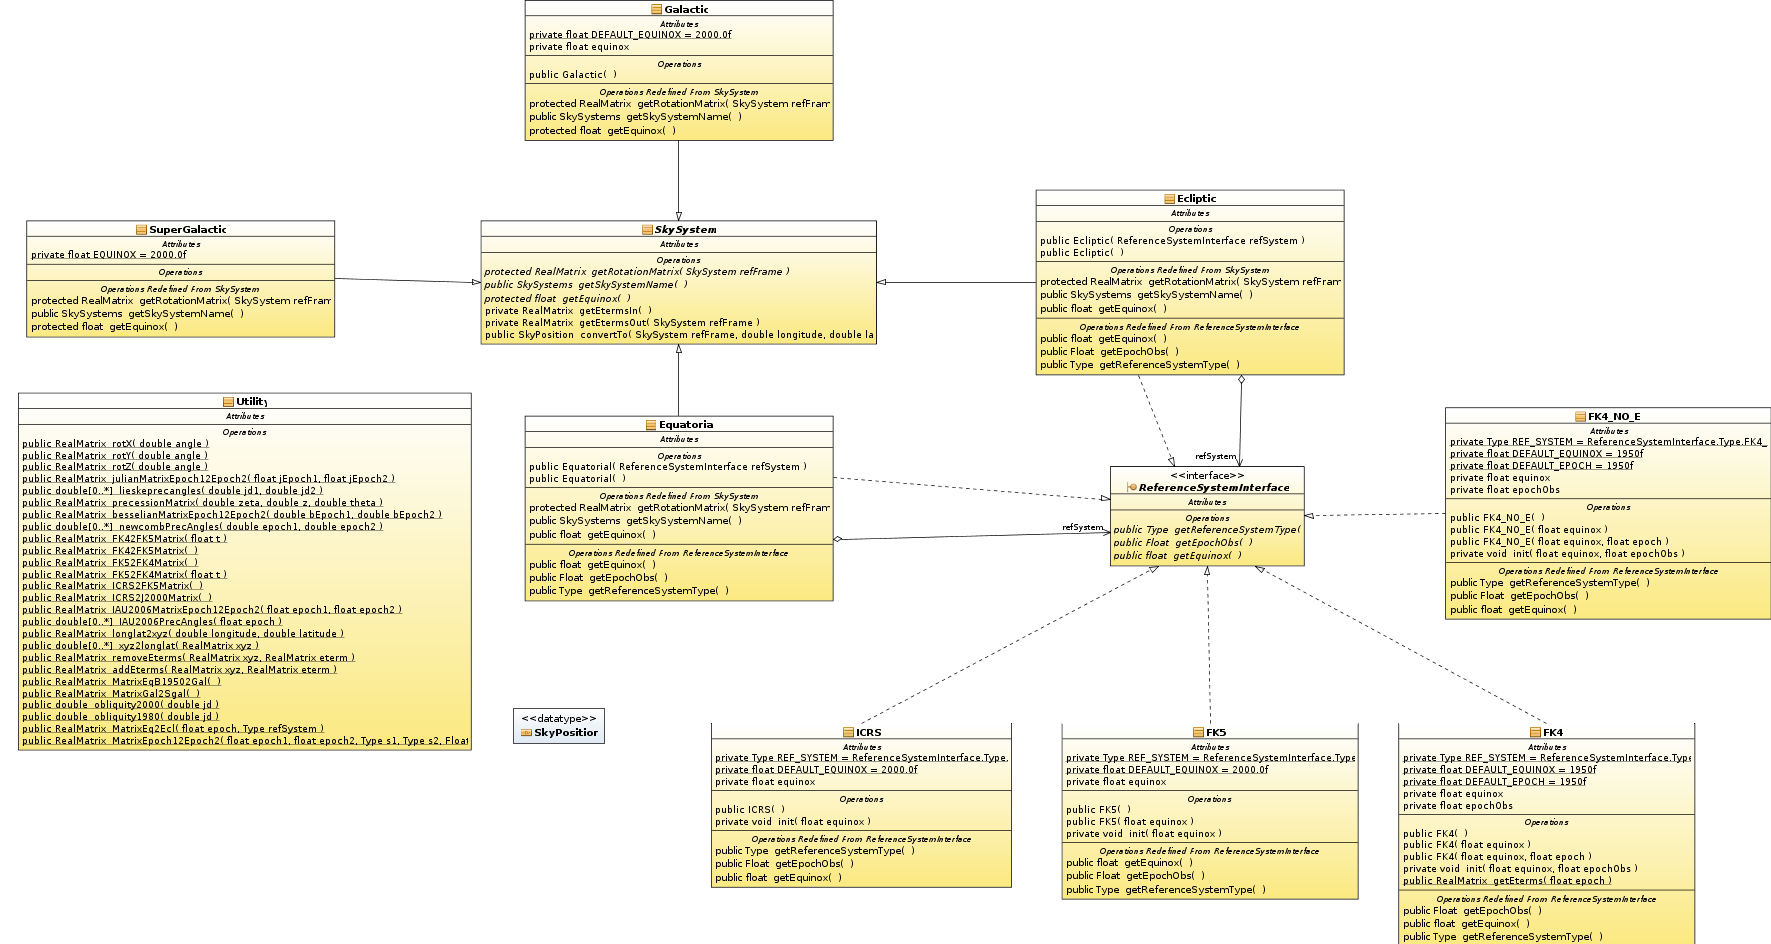 Galactic
Attributes
private float DEFAULT_EQUINOX = 2000.0f
private float equinox
Operations
public Galactic( )
Operations Redefined From SkySystem
protected RealMatrix getRotationMatrix( SkySystem refFram
public SkySystems getSkySystemName( )
protected float getEquinox( )
SuperGalactic
Attributes
private float EQUINOX = 2000.0f
Operations
Operations Redefined From SkySystem
protected RealMatrix getRotationMatrix( SkySystem refFram
public SkySystems getSkySystemName( )
protected float getEquinox( )
SkySystem
Attributes
Operations
protected RealMatrix getRotationMatrix( SkySystem refFrame )
public SkySystems getSkySystemName( )
protected float getEquinox( )
private RealMatrix getEtermsIn( )
private RealMatrix getEtermsOut( SkySystem refFrame )
public SkyPosition convertTo( SkySystem refFrame, double longitude, double la
Ecliptic
Attributes
Operations
public Ecliptic( ReferenceSystemInterface refSystem )
public Ecliptic( )
Operations Redefined From SkySystem
protected RealMatrix getRotationMatrix( SkySystem refFram
public SkySystems getSkySystemName( )
public float getEquinox( )
Operations Redefined From ReferenceSystemInterface
public float getEquinox( )
public Float getEpochObs( )
public Type getReferenceSystemType( )
Utility
Attributes
Operations
public RealMatrix rotX( double angle )
public RealMatrix rotY( double angle )
public RealMatrix rotZ( double angle )
public RealMatrix julianMatrixEpoch12Epoch2( float jEpoch1, float jEpoch2 )
public double[0..*] lieskeprecangles( double jd1, double jd2 )
public RealMatrix precessionMatrix( double zeta, double z, double theta )
public RealMatrix besselianMatrixEpoch12Epoch2( double bEpoch1, double bEpoch2 )
public double[0..*] newcombPrecAngles( double epoch1, double epoch2 )
public RealMatrix FK42FK5Matrix( float t )
public RealMatrix FK42FK5Matrix( )
public RealMatrix FK52FK4Matrix( )
public RealMatrix FK52FK4Matrix( float t )
public RealMatrix ICRS2FK5Matrix( )
public RealMatrix ICRS2J2000Matrix( )
public RealMatrix IAU2006MatrixEpoch12Epoch2( float epoch1, float epoch2 )
public double[0..*] IAU2006PrecAngles( float epoch )
public RealMatrix longlat2xyz( double longitude, double latitude )
public double[0..*] xyz2longlat( RealMatrix xyz )
public RealMatrix removeEterms( RealMatrix xyz, RealMatrix eterm )
public RealMatrix addEterms( RealMatrix xyz, RealMatrix eterm )
public RealMatrix MatrixEqB19502Gal( )
public RealMatrix MatrixGal2Sgal( )
public double obliquity2000( double jd )
public double obliquity1980( double jd )
public RealMatrix MatrixEq2Ecl( float epoch, Type refSystem )
public RealMatrix MatrixEpoch12Epoch2( float epoch1, float epoch2, Type s1, Type s2, Float
Equatoria
Attributes
Operations
public Equatorial( ReferenceSystemInterface refSystem )
public Equatorial( )
Operations Redefined From SkySystem
protected RealMatrix getRotationMatrix( SkySystem refFram
public SkySystems getSkySystemName( )
public float getEquinox( )
Operations Redefined From ReferenceSystemInterface
public float getEquinox( )
public Float getEpochObs( )
public Type getReferenceSystemType( )
refSystem
refSystem
<<interface>>
ReferenceSystemInterface
Attributes
Operations
public Type getReferenceSystemType(
public Float getEpochObs( )
public float getEquinox( )
FK4_NO_E
Attributes
private Type REF_SYSTEM = ReferenceSystemInterface.Type.FK4_
private float DEFAULT_EQUINOX = 1950f
private float DEFAULT_EPOCH = 1950f
private float equinox
private float epochObs
Operations
public FK4_NO_E( )
public FK4_NO_E( float equinox )
public FK4_NO_E( float equinox, float epoch )
private void init( float equinox, float epochObs )
Operations Redefined From ReferenceSystemInterface
public Type getReferenceSystemType( )
public Float getEpochObs( )
public float getEquinox( )
<<datatype>>
SkyPositior
ICRS
Attributes
private Type REF_SYSTEM = ReferenceSystemInterface.Type.
private float DEFAULT_EQUINOX = 2000.0f
private float equinox
Operations
public ICRS( )
private void init( float equinox )
Operations Redefined From ReferenceSystemInterface
public Type getReferenceSystemType( )
public Float getEpochObs( )
public float getEquinox( )
FK5
Attributes
private Type REF_SYSTEM = ReferenceSystemInterface.Type
private float DEFAULT_EQUINOX = 2000.0f
private float equinox
Operations
public FK5( )
public FK5( float equinox )
private void init( float equinox )
Operations Redefined From ReferenceSystemInterface
public float getEquinox( )
public Float getEpochObs( )
public Type getReferenceSystemType( )
FK4
Attributes
private Type REF_SYSTEM = ReferenceSystemInterface.Type
private float DEFAULT_EQUINOX = 1950f
private float DEFAULT_EPOCH = 1950f
private float equinox
private float epochObs
Operations
public FK4( )
public FK4( float equinox )
public FK4( float equinox, float epoch )
private void init( float equinox, float epochObs )
public RealMatrix getEterms( float epoch )
Operations Redefined From ReferenceSystemInterface
public Float getEpochObs( )
public float getEquinox( )
public Type getReferenceSystemType( )